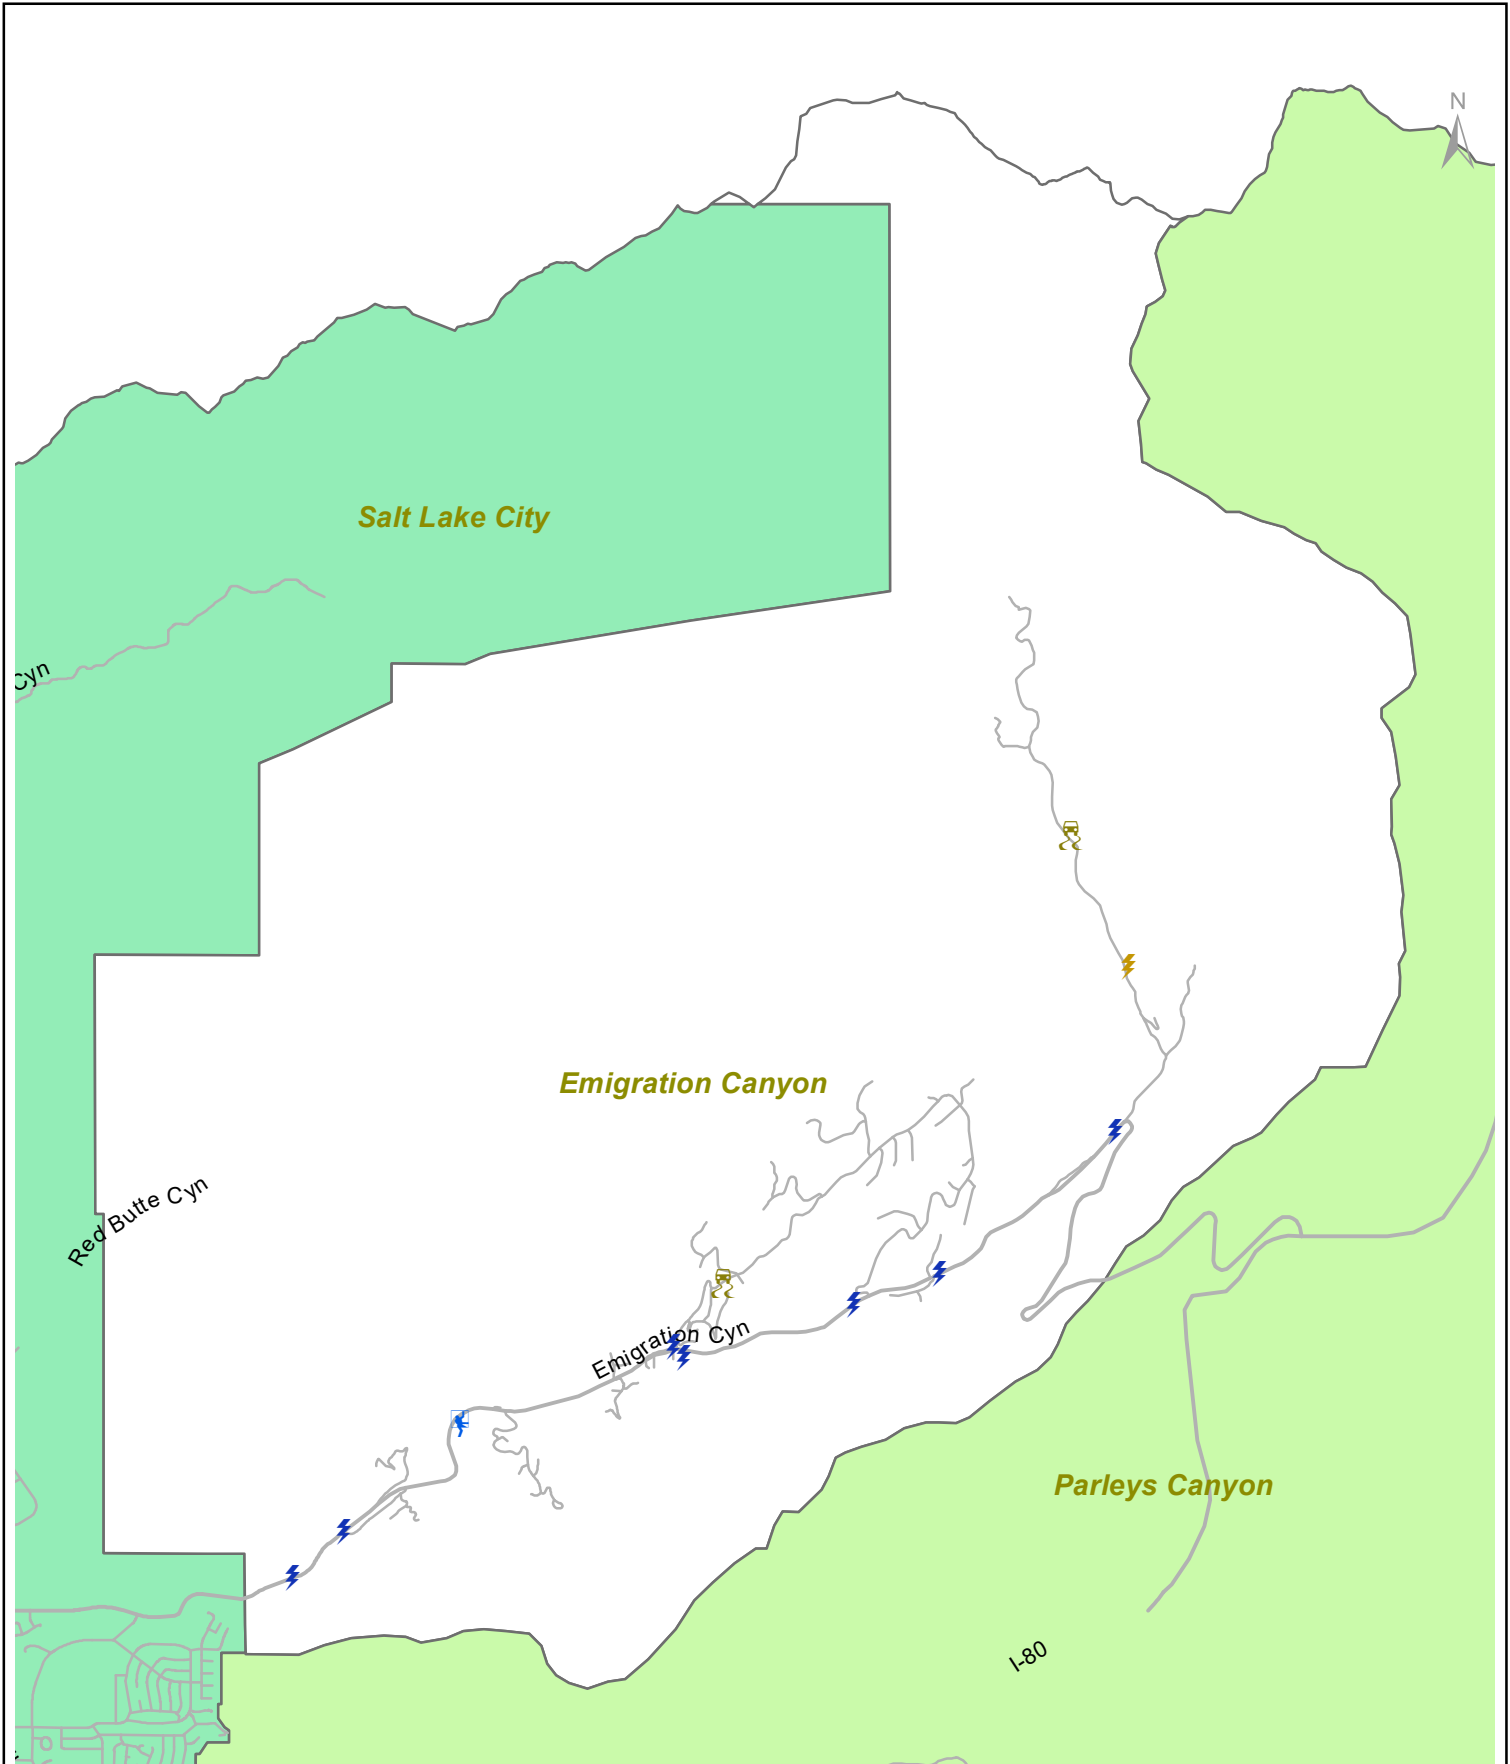 N
Salt Lake City
Cyn
Emigration Canyon
Red Butte Cyn
Emigration Cyn
Parleys Canyon
I-80